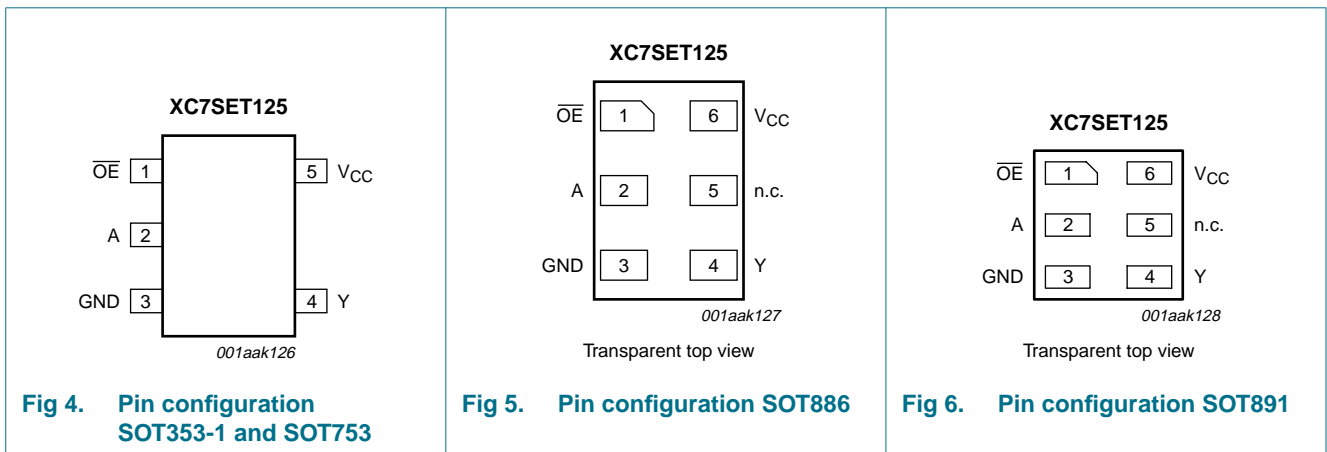 XC7SET125
OE 1 5 VCC
A 2
GND 3 4 Y
001aak126
Fig 4. Pin configuration
SOT353-1 and SOT753
XC7SET125
OE 1 6 VCC
A 2 5 n.c.
GND 3 4 Y
001aak127
Transparent top view
Fig 5. Pin configuration SOT886
XC7SET125
OE 1 6 VCC
A 2 5 n.c.
GND 3 4 Y
001aak128
Transparent top view
Fig 6. Pin configuration SOT891